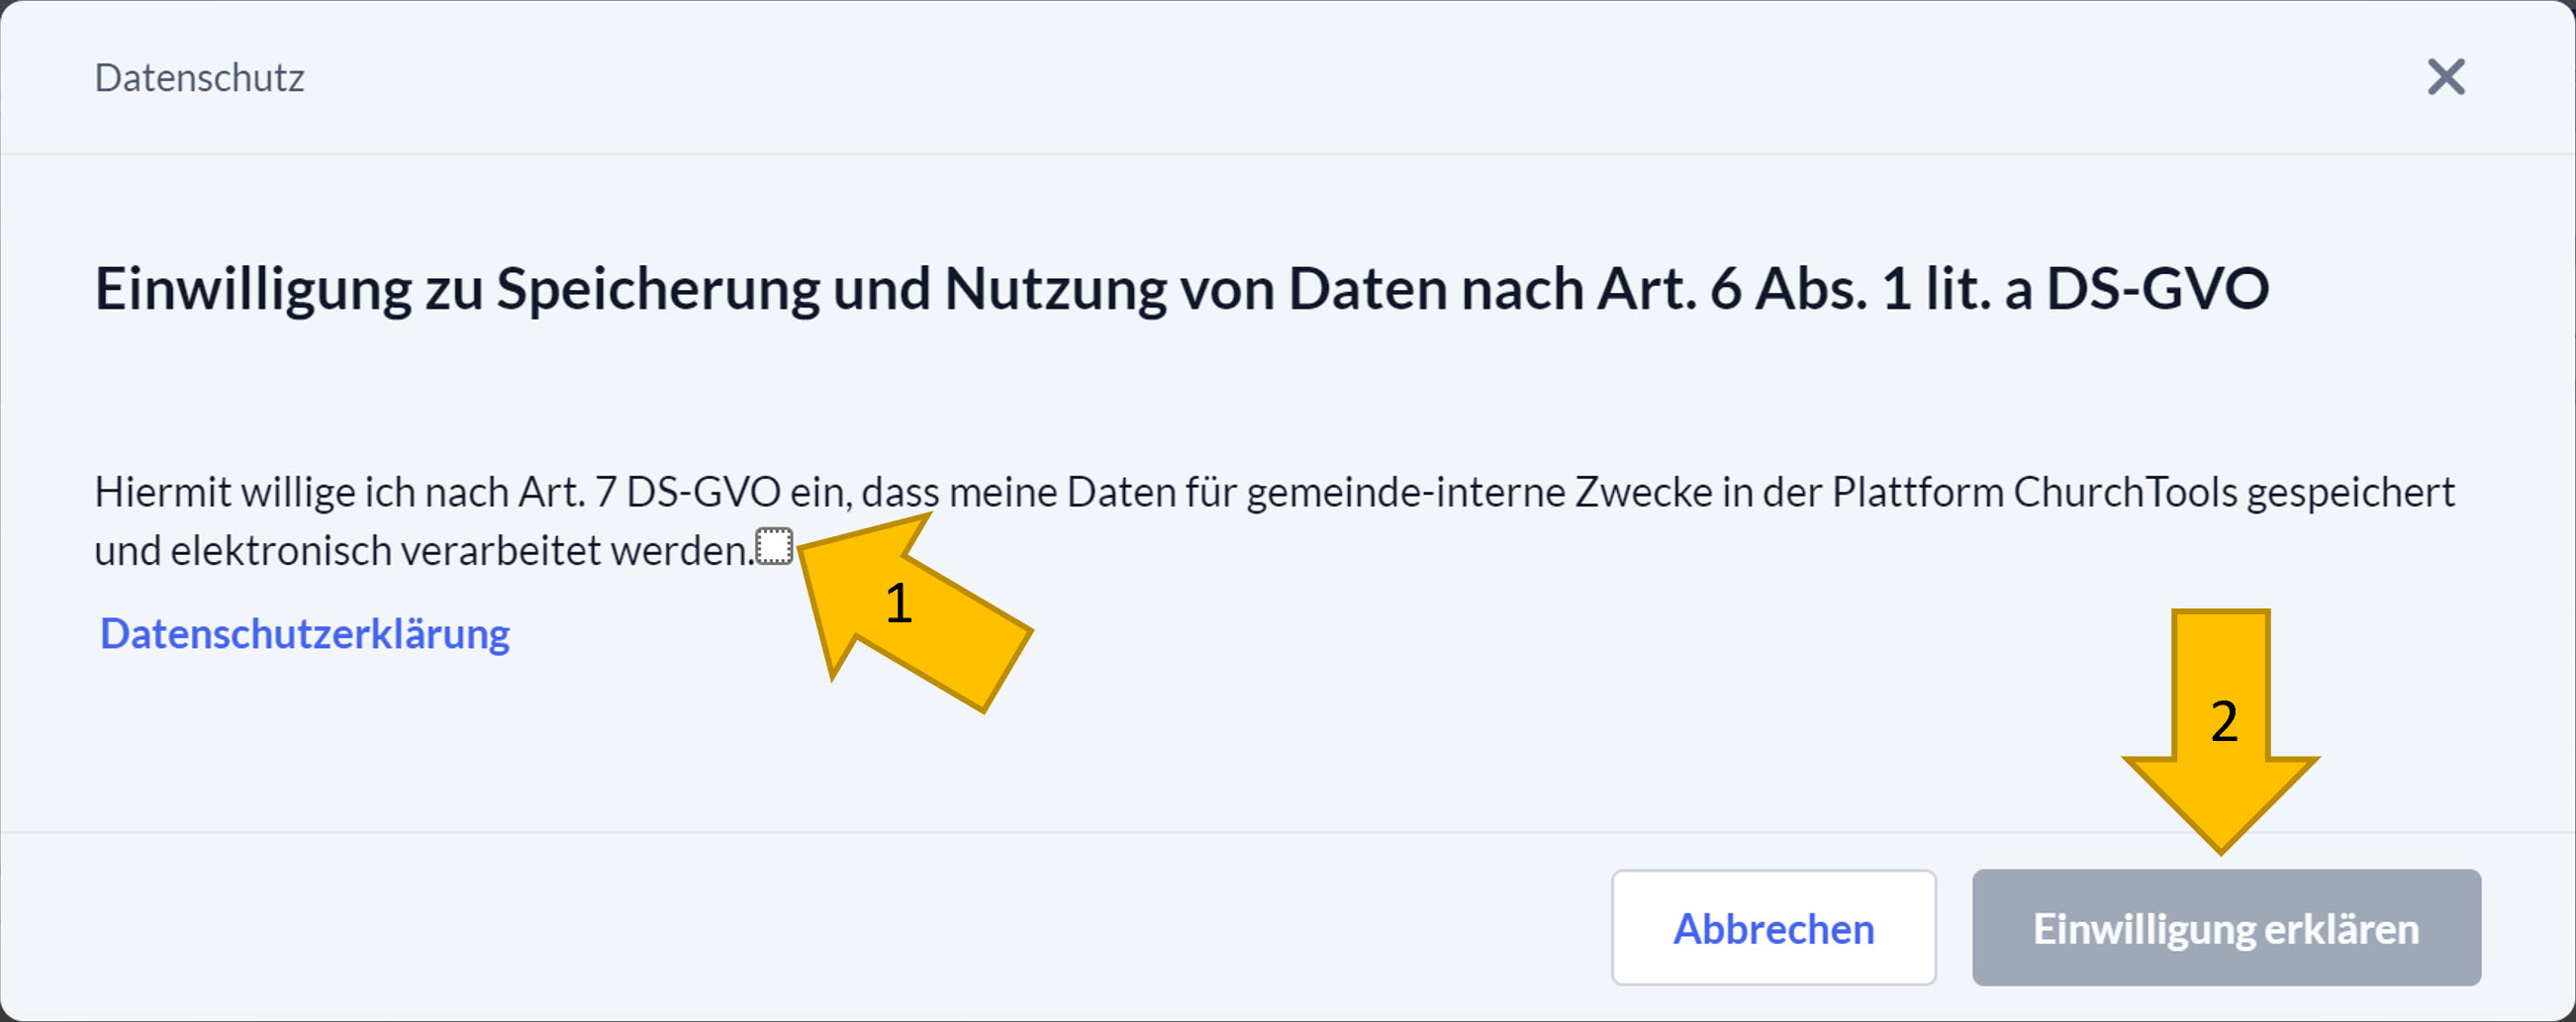 Datenschutz
Einwilligung zu Speicherung und Nutzung von Daten nach Art. 6 Abs. 1 lit. a DS-GVO
Hiermit willige ich nach Art. 7 DS-GVO ein, dass meine Daten für gemeinde-interne Zwecke in der Plattform ChurchTools gespeichert
und elektronisch verarbeitet werden.
1
Datenschutzerklärung
2
Abbrechen
Einwilligung erklären